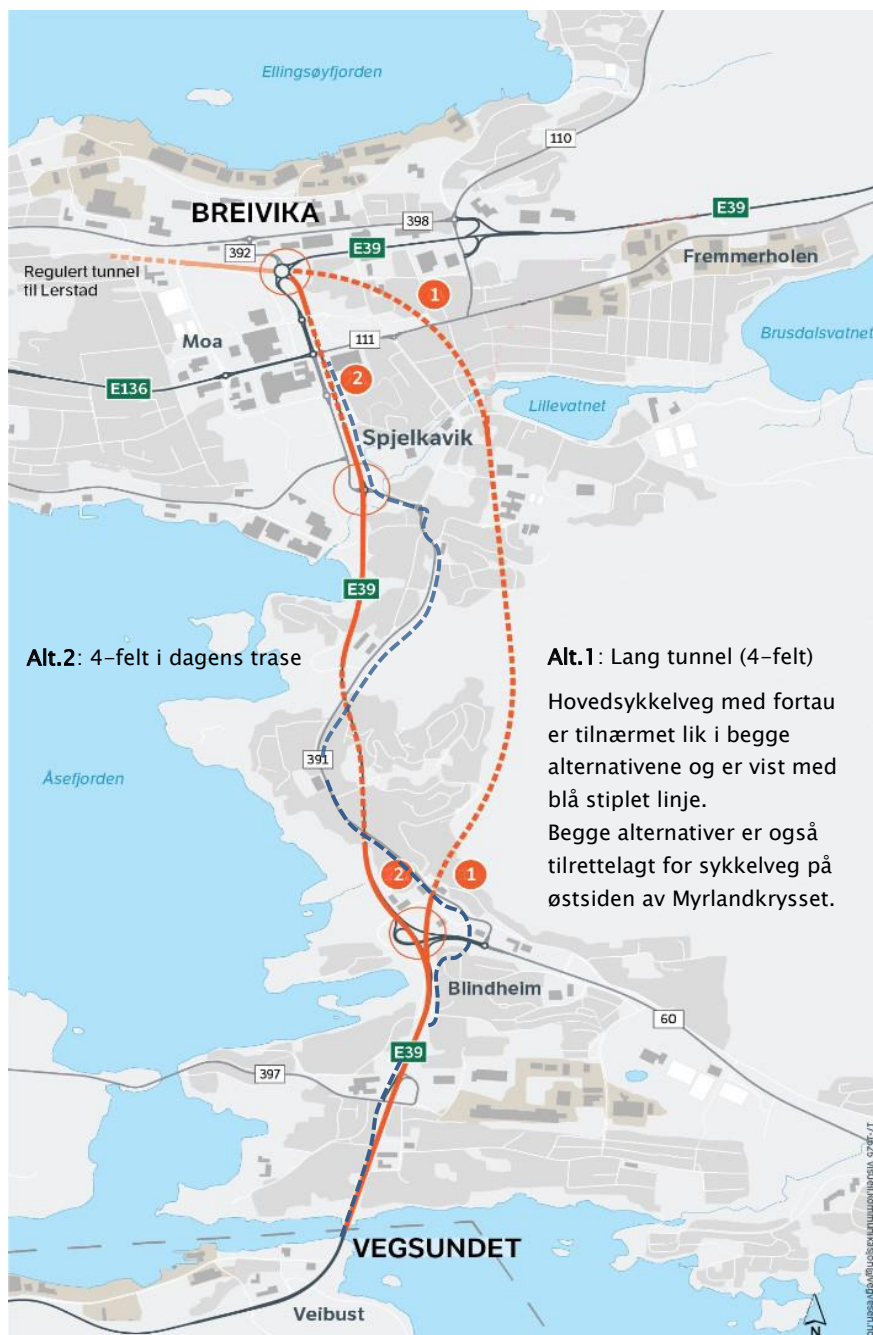 Ellingsøyfjorden
110
BREIVIKA
398
E39
392
E39
Fremmerholen
Regulert tunnel
til Lerstad
1
Moa
111
Brusdalsvatnet
2
E136
Lillevatnet
Spjelkavik
E39
Alt.2: 4-felt i dagens trase
Alt.1: Lang tunnel (4-felt)
Hovedsykkelveg med fortau
er tilnærmet lik i begge
alternativene og er vist med
blå stiplet linje.
Begge alternativer er også
tilrettelagt for sykkelveg på
østsiden av Myrlandkrysset.
391
Åsefjorden
2
1
Blindheim
60
E39
397
VEGSUNDET
Veibust
N